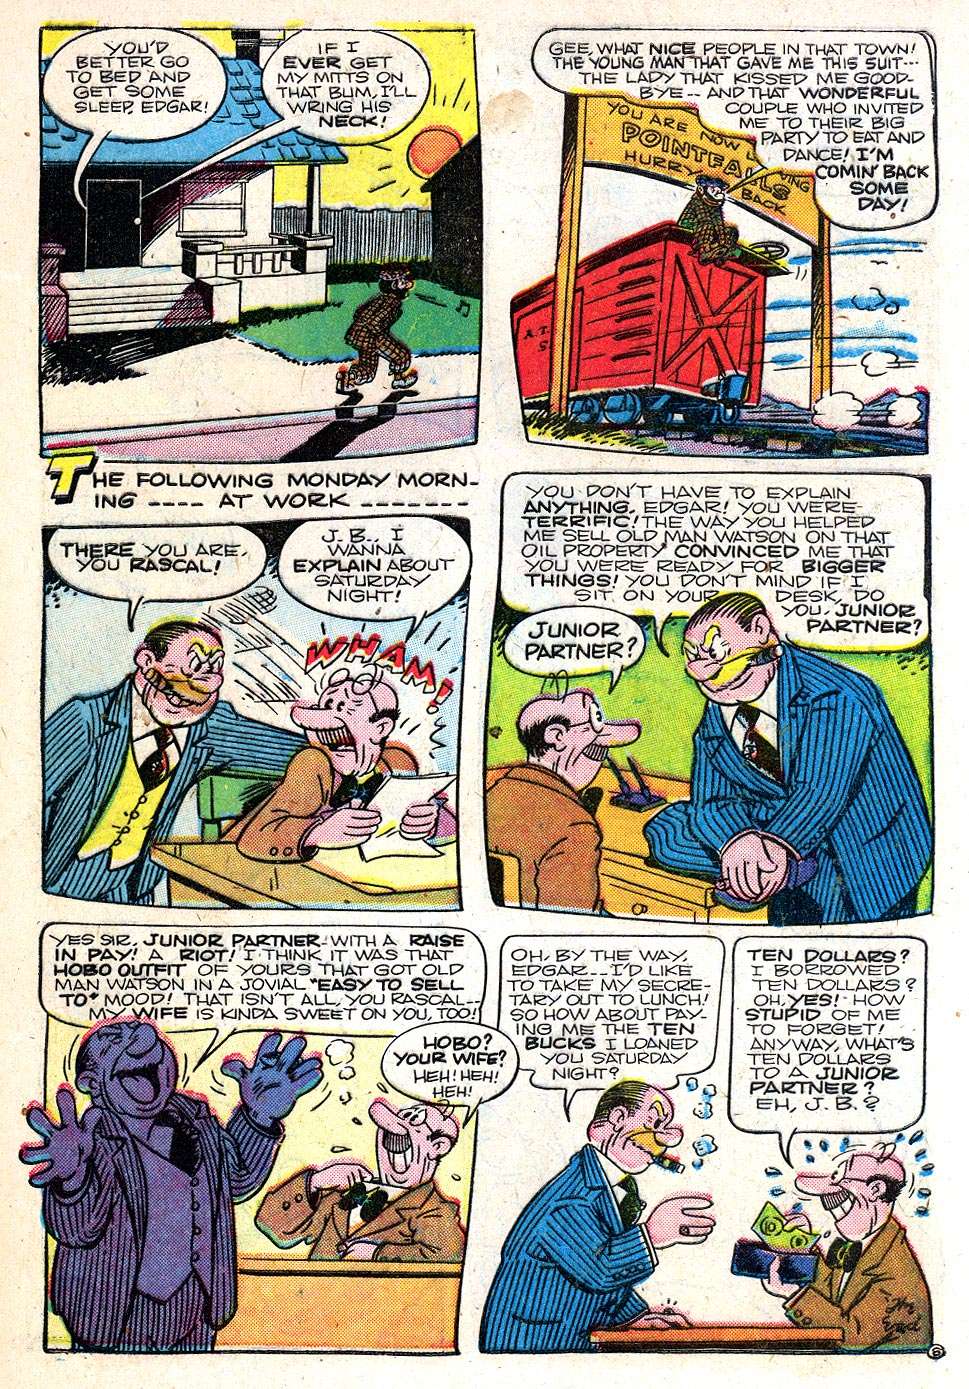 YOU'D
BETTER GO
TO BED AND
GET SOME
SLEEP, EDGAR!
IF I
EVER GET
MY MITTS ON
THAT BUM, I'LL
WRING HIS
NECK!
GEE, WHAT NICE PEOPLE IN THAT TOWN!
THE YOUNG MAN THAT GAVE ME THIS SUIT---
THE LADY THAT KISSED ME GOOD-
BYE -- AND THAT WONDERFUL
COUPLE WHO INVITED
ME TO THEIR BIG
PARTY TO EAT AND
DANCE! I'M
COMIN' BACK
SOME
DAY!
YOU ARE NOW L VING
POINTFALLS
HURRY BACK
A.T.
S
THE FOLLOWING MONDAY MORN-
ING ---- AT WORK -------
THERE YOU ARE,
YOU RASCAL!
J.B., I
WANNA
EXPLAIN ABOUT
SATURDAY
NIGHT!
WHAM!
YOU DON'T HAVE TO EXPLAIN
ANYTHING, EDGAR! YOU WERE
TERRIFIC! THE WAY YOU HELPED
ME SELL OLD MAN WATSON ON THAT
OIL PROPERTY CONVINCED ME THAT
YOU WERE READY FOR BIGGER
THINGS! YOU DON'T MIND IF I
SIT ON YOUR DESK, DO
YOU, JUNIOR
PARTNER?
JUNIOR
PARTNER?
YES SIR, JUNIOR PARTNER-WITH A RAISE
IN PAY! A RIOT! I THINK IT WAS THAT
HOBO OUTFIT OF YOURS THAT GOT OLD
MAN WATSON IN A JOVIAL "EASY TO SELL
TO" MOOD! THAT ISN'T ALL, YOU RASCAL--
MY WIFE IS KINDA SWEET ON YOU, TOO!
HOBO?
YOUR WIFE?
HEH! HEH!
HEH!
OH, BY THE WAY,
EDGAR--I'D LIKE
TO TAKE MY SECRE-
TARY OUT TO LUNCH!
SO HOW ABOUT PAY-
ING ME THE TEN
BUCKS I LOANED
YOU SATURDAY
NIGHT?
TEN DOLLARS?
I BORROWED
TEN DOLLARS?
OH, YES! HOW
STUPID OF ME
TO FORGET!
ANYWAY, WHAT'S
TEN DOLLARS
TO A JUNIOR
PARTNER?
EH, J.B.?
10
6